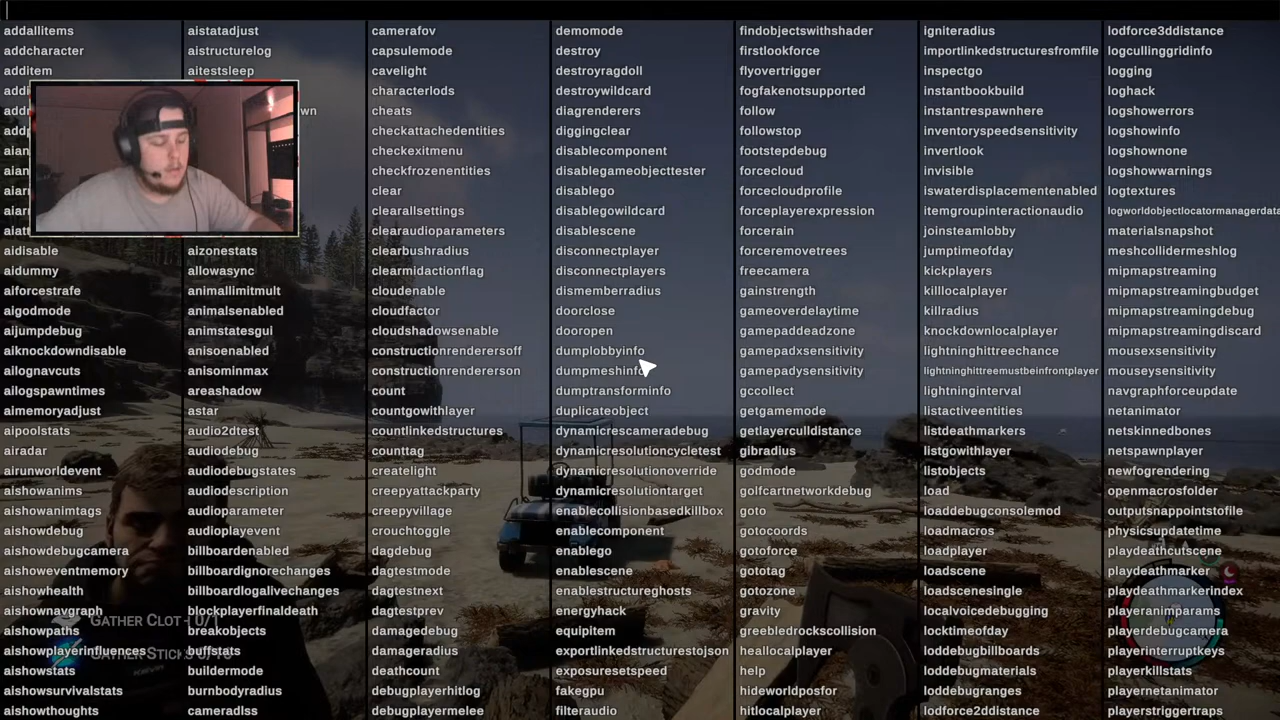 addallitems
addcharacter
additem
aidisable
aidummy
aiforcestrafe
aigodmode
aijumpdebug
aiknockdowndisable
ailognavcuts
ailogspawntimes
aimemoryadjust
aipoolstats
airadar
airunworldevent
aishowanims
aishowanimtags
aishowdebug
aishowdebugcamera
aishoweventmemory
aishowhealth
aishownavgraph
aishowpaths
aishowplayerinfluences
aishowstats
aishowsurvivalstats
aishowthoughts
aistatadjust
aistructurelog
aitestsleep
aizonestats
allowasync
animallimitmult
animalsenabled
animstatesgui
anisoenabled
anisominmax
areashadow
astar
audio2dtest
audiodebug
audiodebugstates
audiodescription
audioparameter
audioplayevent
billboardenabled
billboardignorechanges
billboardlogalivechanges
blockplayerfinaldeath
breakobjects
buffstats
buildermode
burnbodyradius
cameradlss
camerafov
capsulemode
cavelight
characterlods
cheats
checkattachedentities
checkexitmenu
checkfrozenentities
clear
clearallsettings
clearaudioparameters
clearbushradius
clearmidactionflag
cloudenable
cloudfactor
cloudshadowsenable
constructionrenderersoff
constructionrendererson
count
countgowithlayer
countlinkedstructures
counttag
createlight
creepyattackparty
creepyvillage
crouchtoggle
dagdebug
dagtestmode
dagtestnext
dagtestprev
damagedebug
damageradius
deathcount
debugplayerhitlog
debugplayermelee
demomode
destroy
destroyragdoll
destroywildcard
diagrenderers
diggingclear
disablecomponent
disablegameobjecttester
disablego
disablegowildcard
disablescene
disconnectplayer
disconnectplayers
dismemberradius
doorclose
dooropen
dumplobbyinfo
dumpmeshinfo
dumptransforminfo
duplicateobject
dynamicrescameradebug
dynamicresolutioncycletest
dynamicresolutionoverride
dynamicresolutiontarget
enablecollisionbasedkillbox
enablecomponent
enablego
enablescene
enablestructureghosts
energyhack
equipitem
exportlinkedstructuretojson
exposuresetspeed
fakegpu
filteraudio
findobjectswithshader
firstlookforce
flyovertrigger
fogfakenotsupported
follow
followstop
footstepdebug
forcecloud
forcecloudprofile
forceplayerexpression
forcerain
forceremovetrees
freecamera
gainstrength
gameoverdelaytime
gamepaddeadzone
gamepadxsensitivity
gamepadysensitivity
gccollect
getgamemode
getlayerculldistance
gibradius
godmode
golfcartnetworkdebug
goto
gotocoords
gotoforce
gototag
gotozone
gravity
greebledrockscollision
heallocalplayer
help
hideworldposfor
hitlocalplayer
igniteradius
importlinkedstructuresfromfile
inspectgo
instantbookbuild
instantrespawnhere
inventoryspeedsensitivity
invertlook
invisible
iswaterdisplacementenabled
itemgroupinteractionaudio
joinsteamlobby
jumptimeofday
kickplayers
killlocalplayer
killradius
knockdownlocalplayer
lightninghittreechance
lightninghittreemustbeinfrontplayer
lightninginterval
listactiveentities
listdeathmarkers
listgowithlayer
listobjects
load
loaddebugconsolemod
loadmacros
loadplayer
loadscene
loadscenesingle
localvoicedebugging
locktimeofday
loddebugbillboards
loddebugmaterials
loddebugranges
lodforce2ddistance
lodforce3ddistance
logcullinggridinfo
logging
loghack
logshowerrors
logshowinfo
logshownone
logshowwarnings
logtextures
logworldobjectlocatormanagerdata
materialsnapshot
meshcollidermeshlog
mipmapstreaming
mipmapstreamingbudget
mipmapstreamingdebug
mipmapstreamingdiscard
mousexsensitivity
mouseysensitivity
navgraphforceupdate
netanimator
netskinnedbones
netspawnplayer
newfogrendering
openmacrosfolder
outputsnappointstofile
physicsupdatetime
playdeathcutscene
playdeathmarker
playdeathmarkerindex
playeranimparams
playerdebugcamera
playerinterruptkeys
playerkillstats
playernetanimator
playerstriggertraps
Gather Clot
Gather Sticks